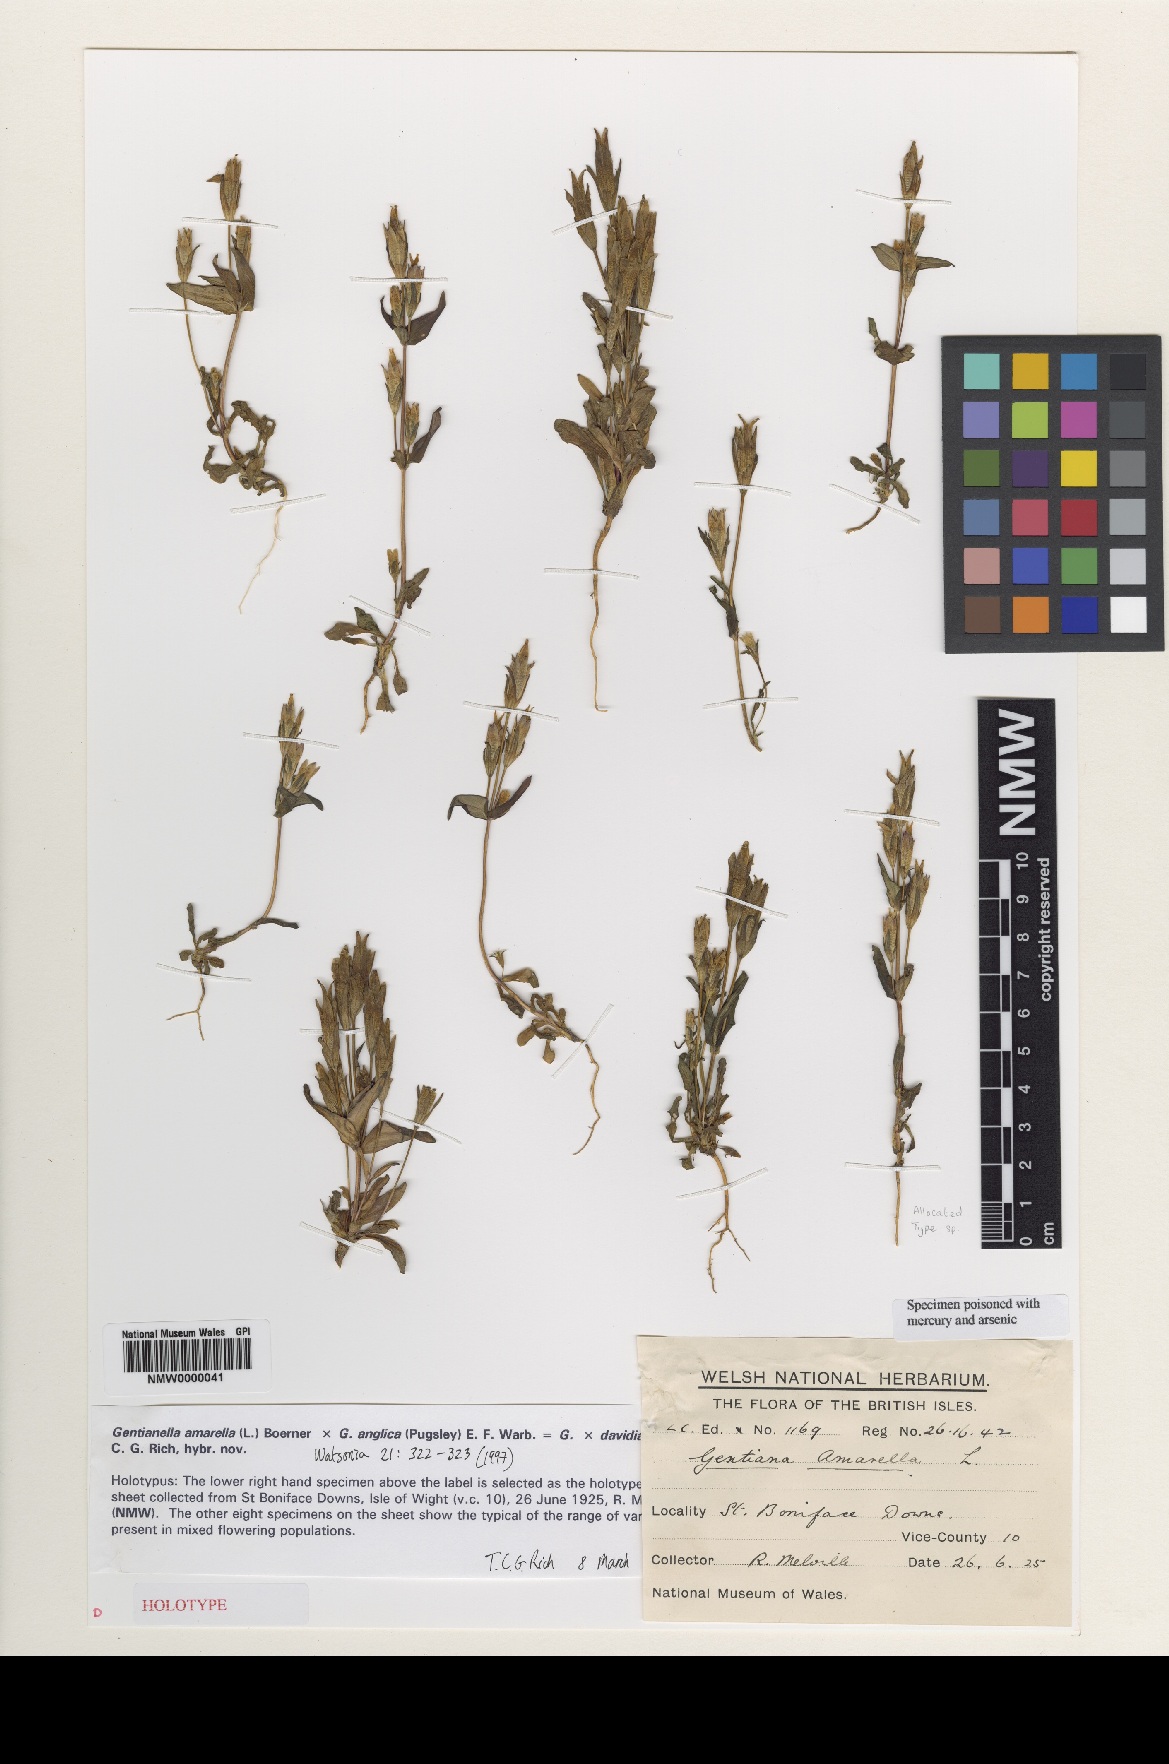 NMW
copyright reserved
10
9
8
7
6
5
4
3
2
1
0
cm
Allocated
Type
Specimen poisoned with
mercury and arsenic
National Museum Wales GPI
NMW0000041
Gentianella amarella (L.) Boerner × G. anglica (Pugsley) E. F. Warb. = G. × davidia
C. G. Rich, hybr. nov.
Watsonia 21: 322-323 (1997)
Holotypus: The lower right hand specimen above the label is selected as the holotype
sheet collected from St Boniface Downs, Isle of Wight (v.c. 10), 26 June 1925, R. M
(NMW). The other eight specimens on the sheet show the typical of the range of var
present in mixed flowering populations.
T.C.G. Rich 8 March
D
HOLOTYPE
WELSH NATIONAL HERBARIUM.
THE FLORA OF THE BRITISH ISLES.
L.C. Ed. x No. 1169 Reg No. 26.16.42
Gentiana Amarella L.
Locality St. Boniface Downs.
Vice-County 10
Collector R. Melville Date 26. 6. 25
National Museum of Wales.